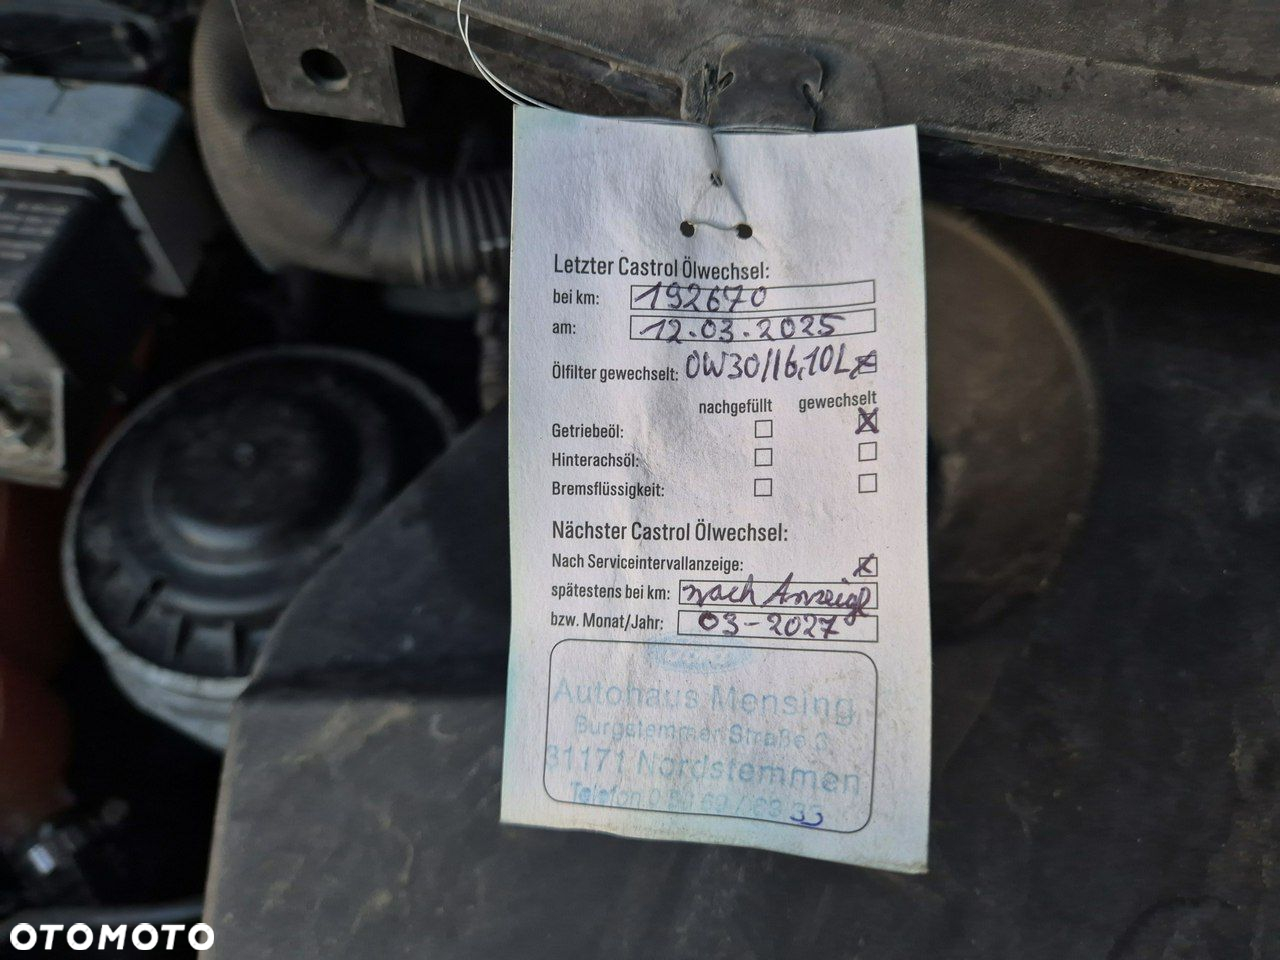 Letzter Castrol Ölwechsel:
bei km: 192670
am: 12.03.2025
Ölfilter gewechselt: 0W30/16,10L
nachgefüllt gewechselt
Getriebeöl:
Hinterachsöl:
Bremsflüssigkeit:
Nächster Castrol Ölwechsel:
Nach Serviceintervallanzeige:
spätestens bei km: nach Anzeige
bzw. Monat/Jahr: 03-2027
Autohaus Mensing
Burgstemmer Straße 3
31171 Nordstemmen
Telefon 0
OTOMOTO